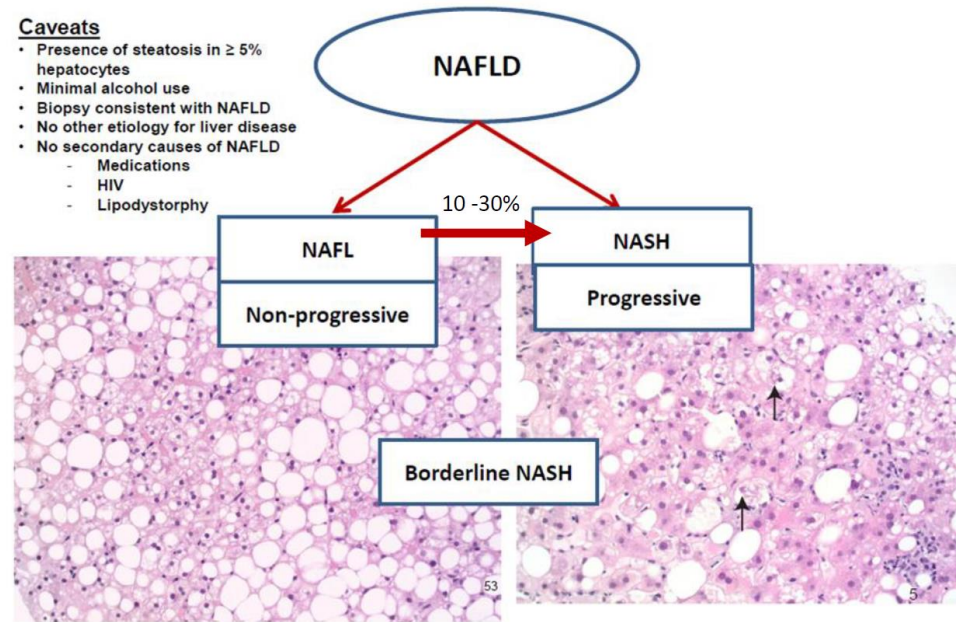 Caveats
• Presence of steatosis in ≥ 5%
hepatocytes
• Minimal alcohol use
• Biopsy consistent with NAFLD
• No other etiology for liver disease
• No secondary causes of NAFLD
- Medications
- HIV
- Lipodystorphy
NAFLD
10 -30%
NAFL
Non-progressive
NASH
Progressive
Borderline NASH
53
5